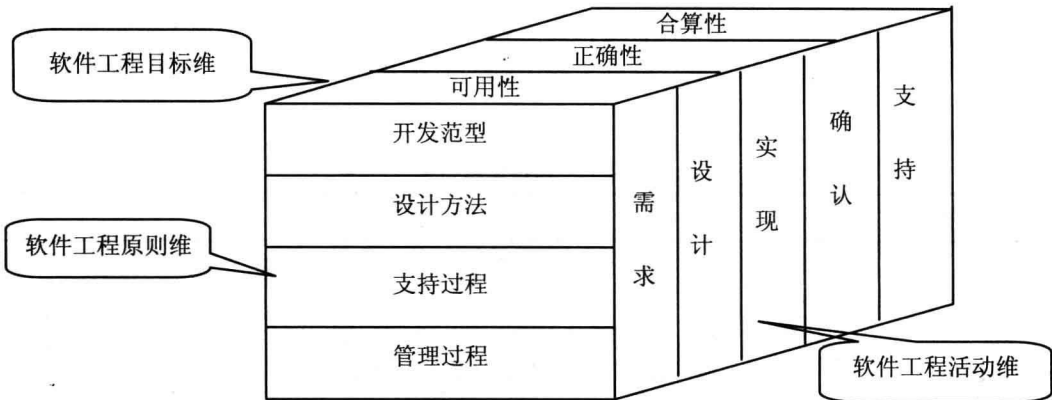 合算性
正确性
可用性
软件工程目标维
开发范型
设计方法
支持过程
管理过程
软件工程原则维
需求
设计
实现
确认
支持
软件工程活动维